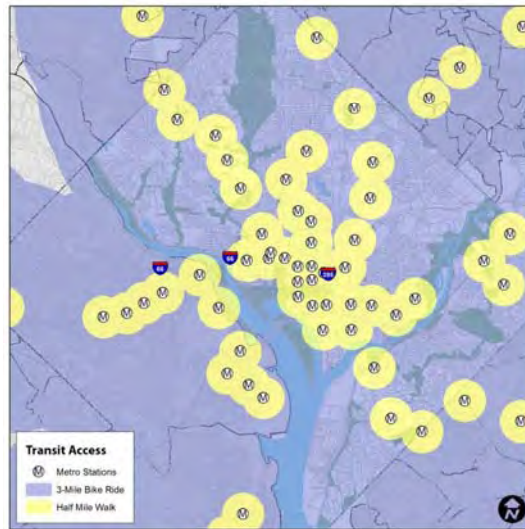 66
66
395
Transit Access
M Metro Stations
3-Mile Bike Ride
Half Mile Walk
N